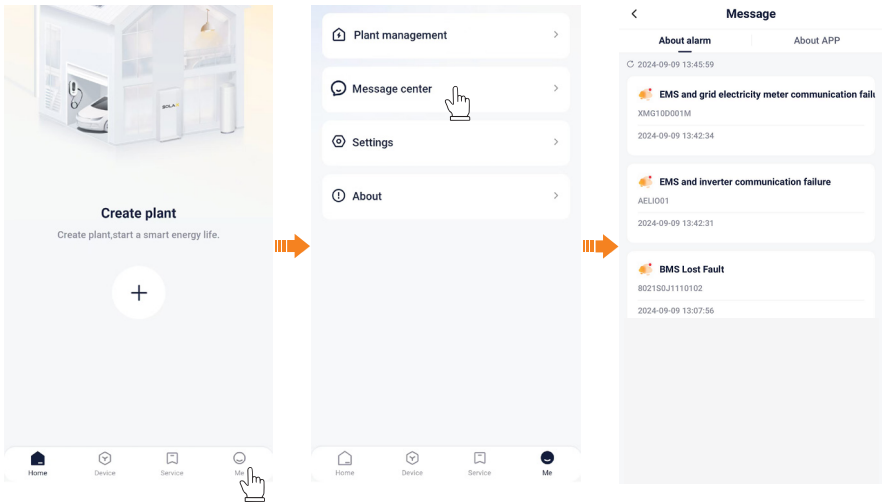 SOLA
Create plant
Create plant,start a smart energy life.
Home
Device
Service
Me
Plant management
Message center
Settings
About
Home
Device
Service
Me
Message
About alarm
About APP
2024-09-09 13:45:59
EMS and grid electricity meter communication failu
XMG10D001M
2024-09-09 13:42:34
EMS and inverter communication failure
AELIO01
2024-09-09 13:42:31
BMS Lost Fault
8021S0J1110102
2024-09-09 13:07:56